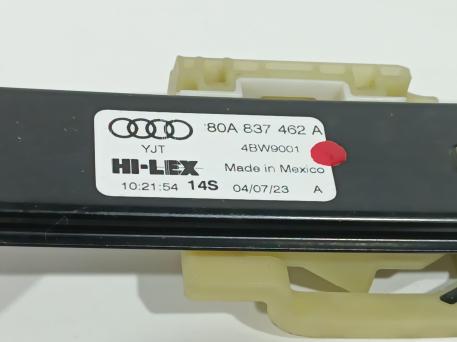 80A 837 462 A
YJT 4BW9001
HI-LEX Made in Mexico
10:21:54 14S 04/07/23 A